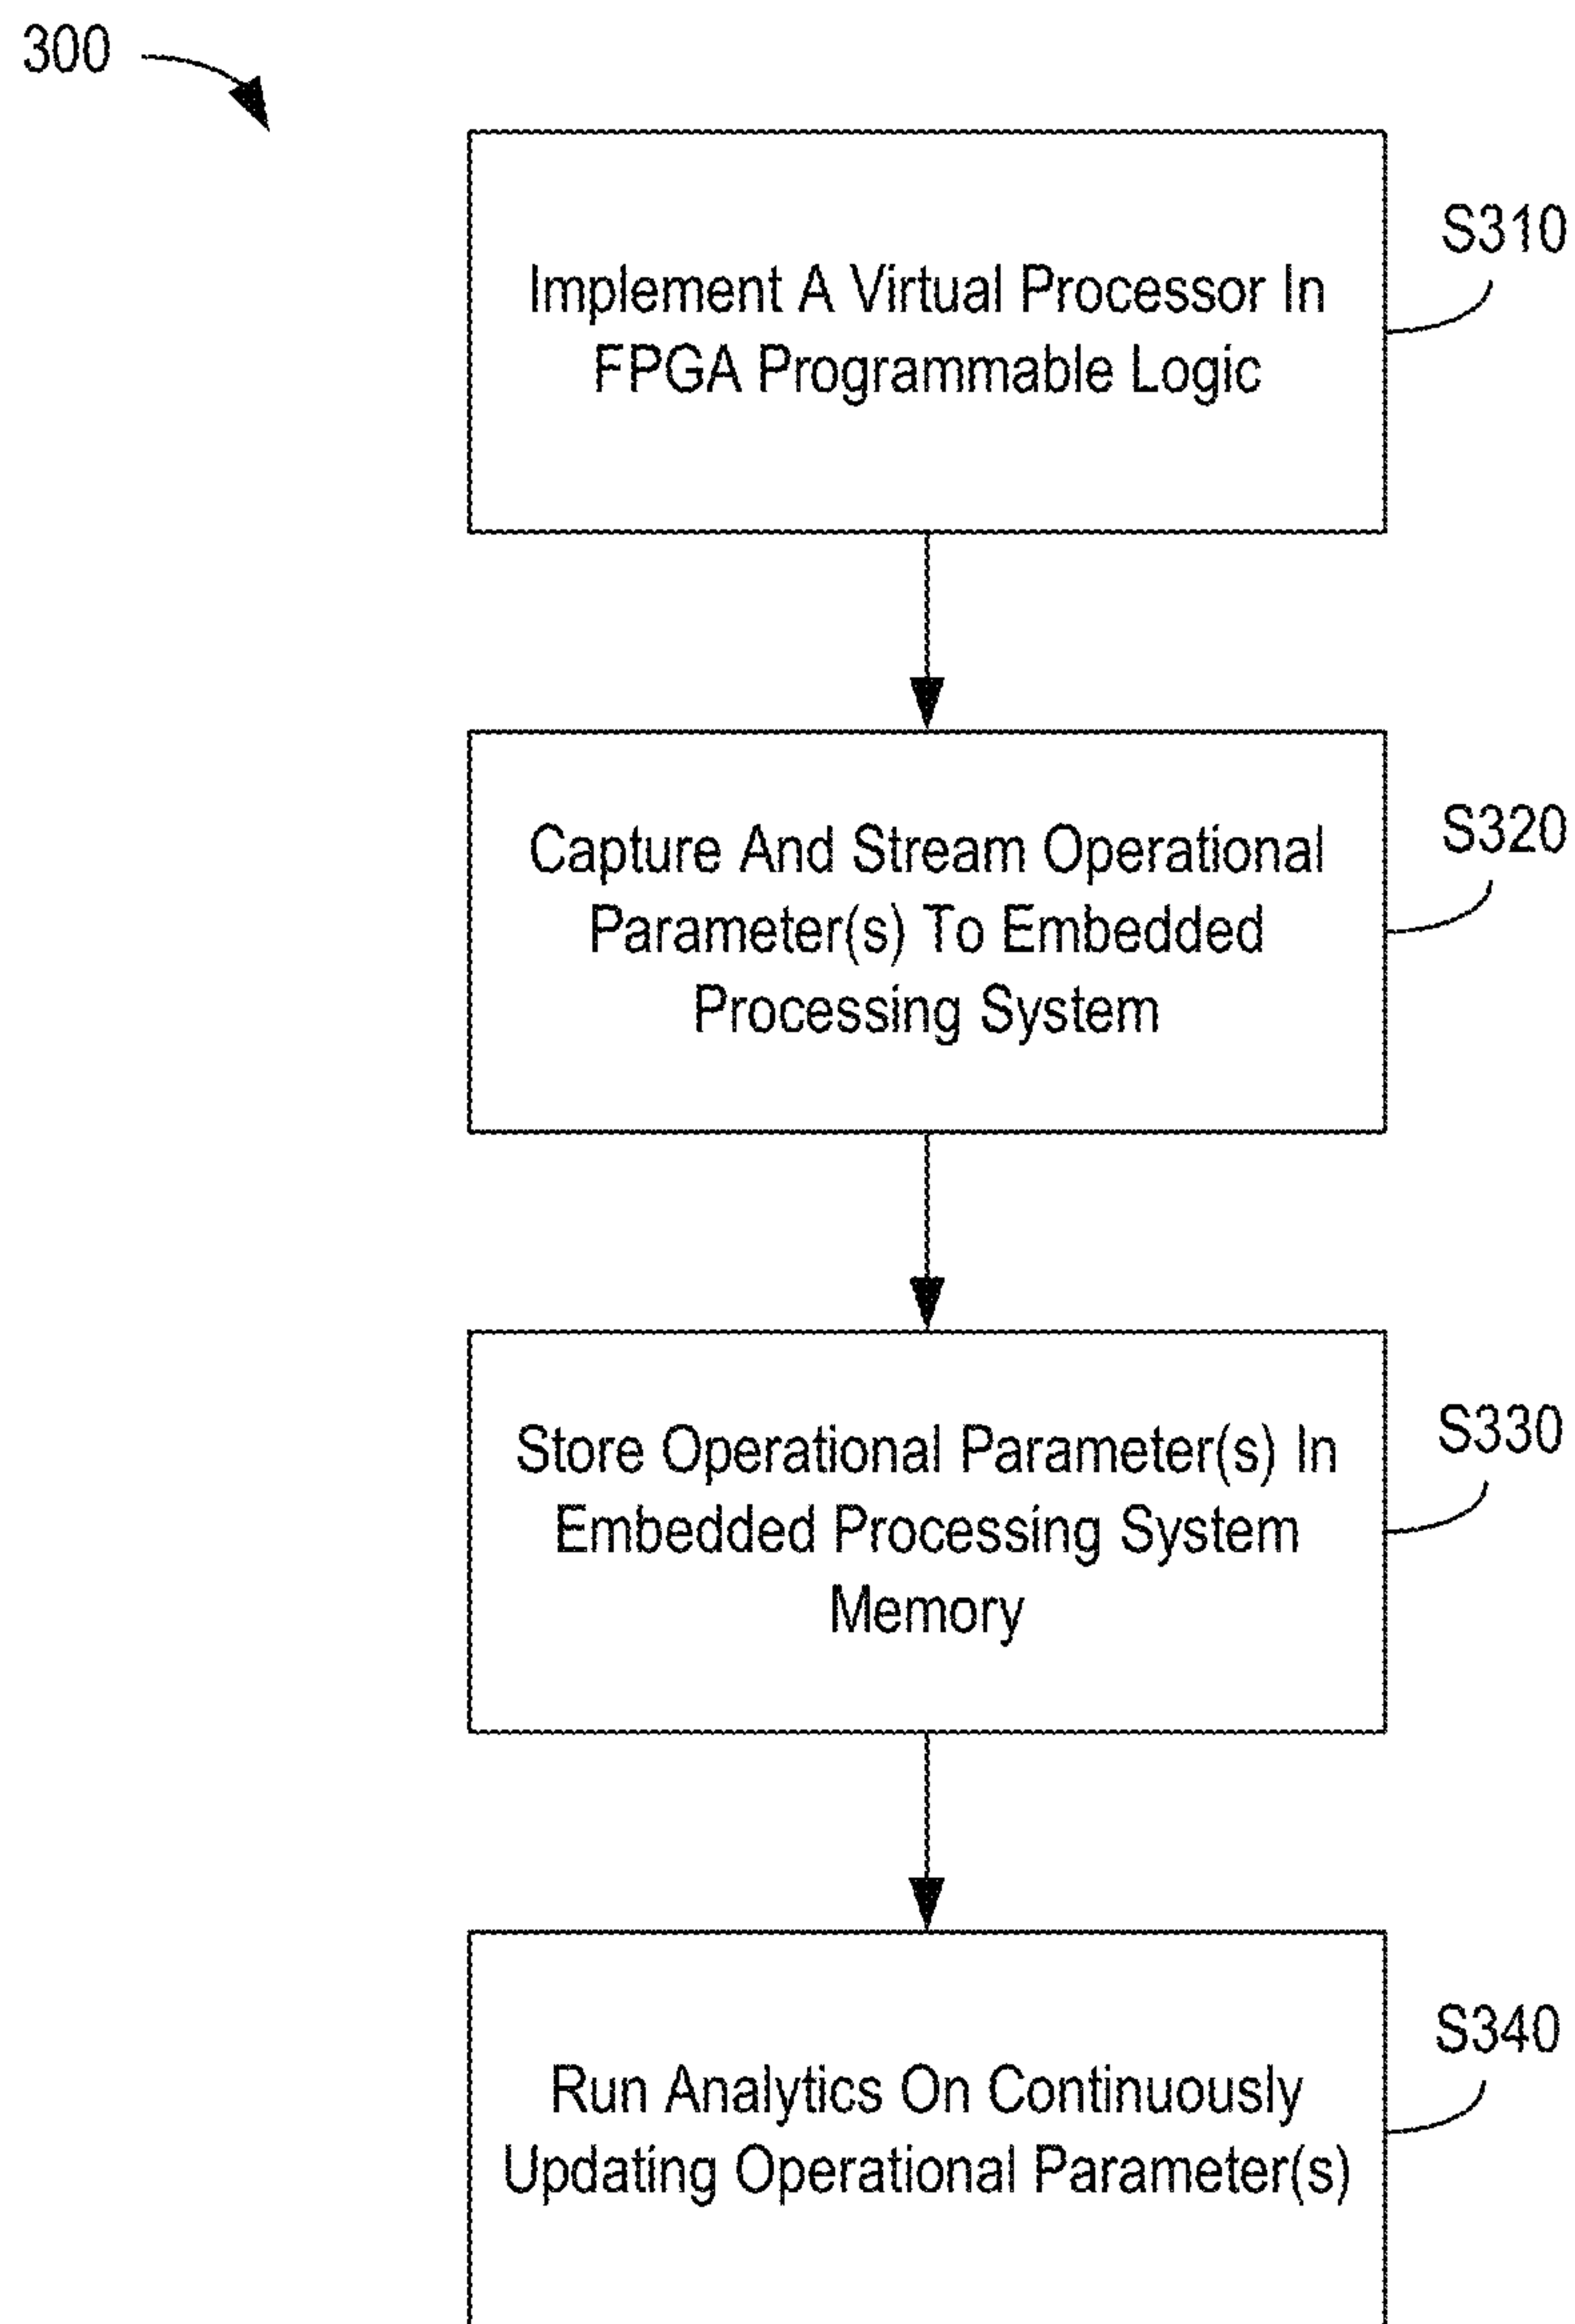 300
S310
Implement A Virtual Processor In
FPGA Programmable Logic
S320
Capture And Stream Operational
Parameter(s) To Embedded
Processing System
S330
Store Operational Parameter(s) In
Embedded Processing System
Memory
S340
Run Analytics On Continuously
Updating Operational Parameter(s)